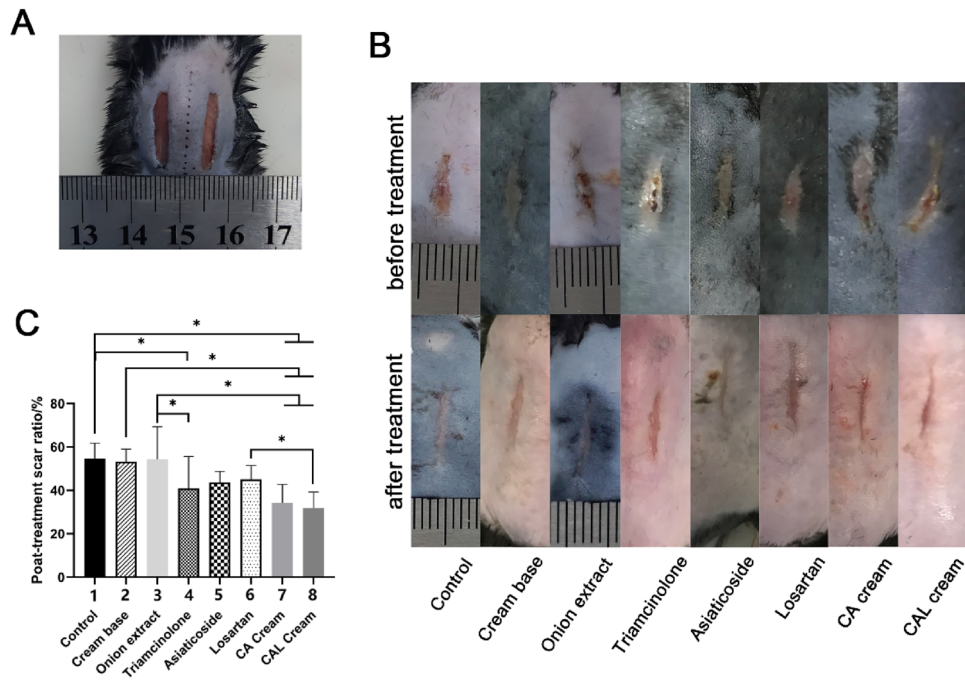 A
13 14 15 16 17
B
before treatment
after treatment
Control
Cream base
Onion extract
Triamcinolone
Asiaticoside
Losartan
CA cream
CAL cream
C
*
*
*
*
*
*
Poat-treatment scar ratio/%
80
60
40
20
0
1 2 3 4 5 6 7 8
Control
Cream base
Onion extract
Triamcinolone
Asiaticoside
Losartan
CA Cream
CAL Cream